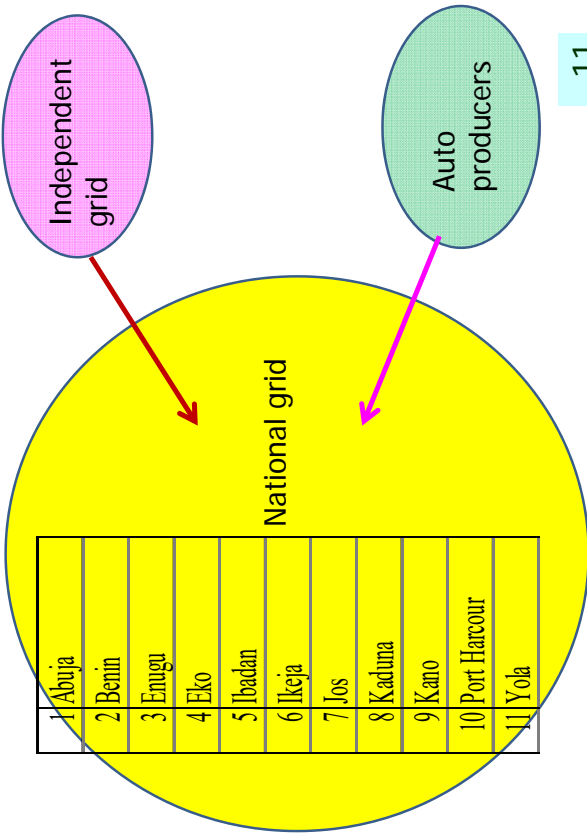 1 Abuja
2 Benin
3 Enugu
4 Eko
5 Ibadan
6 Ikeja
7 Jos
8 Kaduna
9 Kano
10 Port Harcour
11 Yola
National grid
Independent
grid
Auto
producers
11